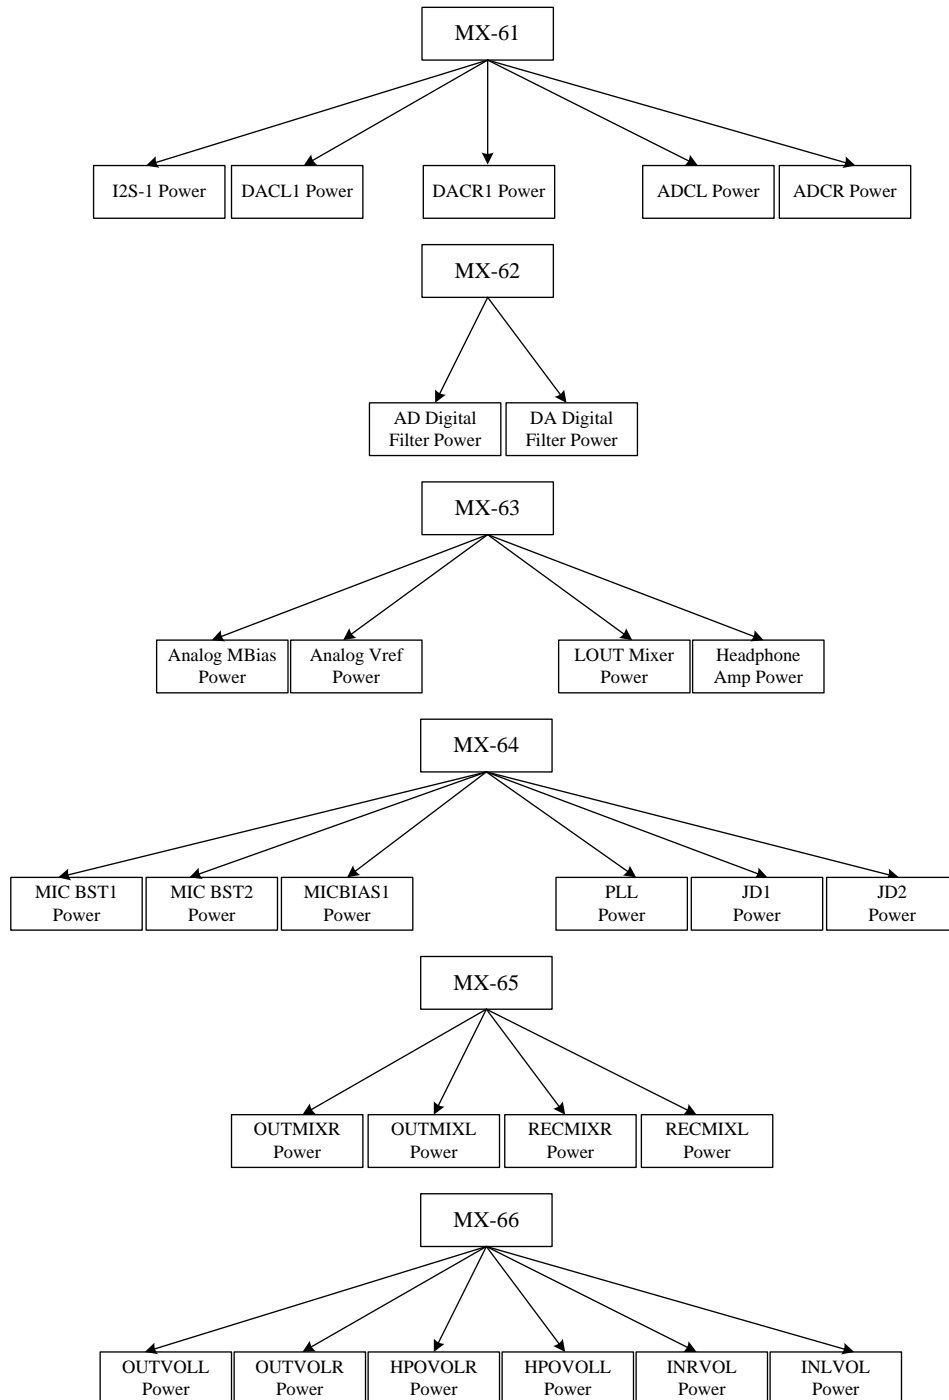 MX-61
I2S-1 Power
DACL1 Power
DACR1 Power
ADCL Power
ADCR Power
MX-62
AD Digital
Filter Power
DA Digital
Filter Power
MX-63
Analog MBias
Power
Analog Vref
Power
LOUT Mixer
Power
Headphone
Amp Power
MX-64
MIC BST1
Power
MIC BST2
Power
MICBIAS1
Power
PLL
Power
JD1
Power
JD2
Power
MX-65
OUTMIXR
Power
OUTMIXL
Power
RECMIXR
Power
RECMIXL
Power
MX-66
OUTVOLL
Power
OUTVOLR
Power
HPOVOLR
Power
HPOVOLL
Power
INRVOL
Power
INLVOL
Power